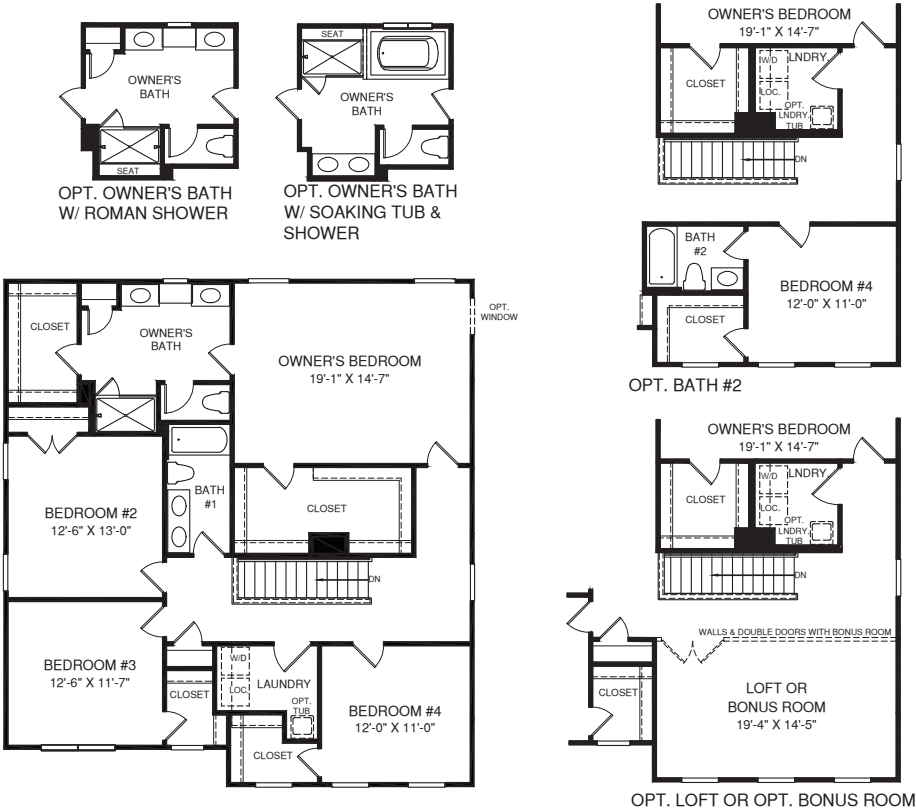 SEAT
OWNER'S
BATH
SEAT
OPT. OWNER'S BATH
W/ ROMAN SHOWER
SEAT
OWNER'S
BATH
OPT. OWNER'S BATH
W/ SOAKING TUB &
SHOWER
OWNER'S BEDROOM
19'-1" X 14'-7"
CLOSET
W/D
LNDRY.
LOC.
OPT.
LNDRY.
TUB
DN
BATH
#2
BEDROOM #4
12'-0" X 11'-0"
CLOSET
OPT. BATH #2
CLOSET
OWNER'S
BATH
OWNER'S BEDROOM
19'-1" X 14'-7"
OPT.
WINDOW
BEDROOM #2
12'-6" X 13'-0"
BATH
#1
CLOSET
DN
BEDROOM #3
12'-6" X 11'-7"
CLOSET
W/D
LOC.
LAUNDRY
OPT.
TUB
CLOSET
BEDROOM #4
12'-0" X 11'-0"
OWNER'S BEDROOM
19'-1" X 14'-7"
CLOSET
W/D
LNDRY.
LOC.
OPT.
LNDRY.
TUB
DN
WALLS & DOUBLE DOORS WITH BONUS ROOM
CLOSET
LOFT OR
BONUS ROOM
19'-4" X 14'-5"
OPT. LOFT OR OPT. BONUS ROOM